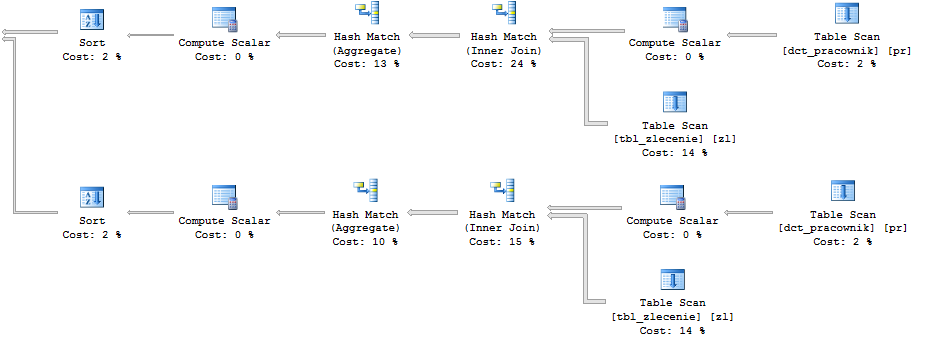 Sort
Cost: 2 %
Compute Scalar
Cost: 0 %
Hash Match
(Aggregate)
Cost: 13 %
Hash Match
(Inner Join)
Cost: 24 %
Compute Scalar
Cost: 0 %
Table Scan
[dct_pracownik] [pr]
Cost: 2 %
Table Scan
[tbl_zlecenie] [zl]
Cost: 14 %
Sort
Cost: 2 %
Compute Scalar
Cost: 0 %
Hash Match
(Aggregate)
Cost: 10 %
Hash Match
(Inner Join)
Cost: 15 %
Compute Scalar
Cost: 0 %
Table Scan
[dct_pracownik] [pr]
Cost: 2 %
Table Scan
[tbl_zlecenie] [zl]
Cost: 14 %